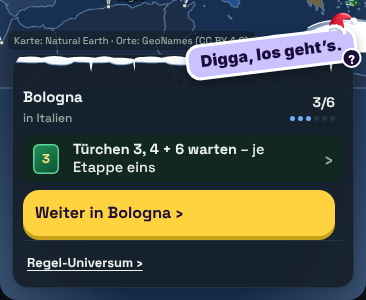 Karte: Natural Earth · Orte: GeoNames (CC BY 4.0)
Digga, los geht's.
?
Bologna
3/6
in Italien
3
Türchen 3, 4 + 6 warten – je
Etappe eins
>
Weiter in Bologna >
Regel-Universum >